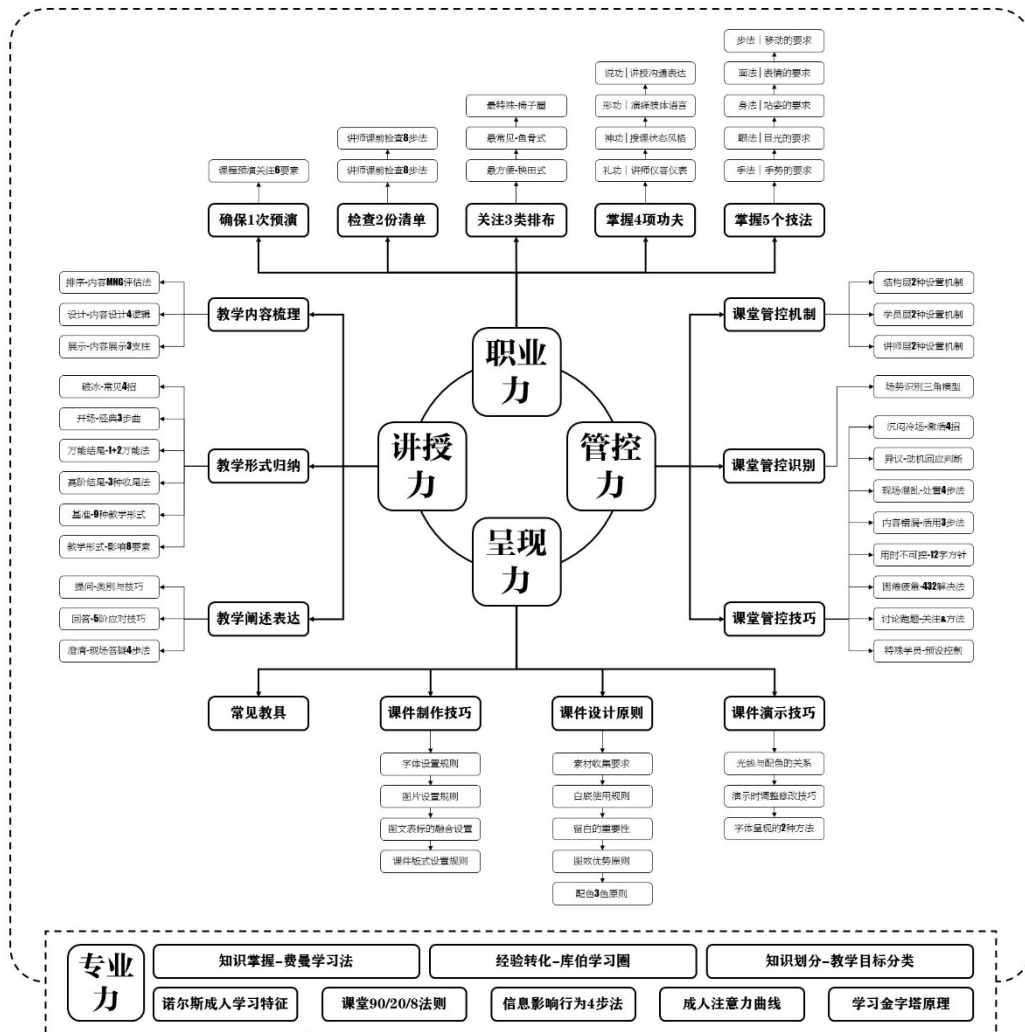 步法|移动的要求
说功|讲授沟通表达
面法|表情的要求
最特殊-椅子圈
形功|演绎肢体语言
身法|站姿的要求
讲师课前检查8步法
最常见-鱼骨式
神功|授课状态风格
眼法|目光的要求
课程预演关注6要素
讲师课前检查8步法
最方便-秧田式
礼功|讲师仪容仪表
手法|手势的要求
确保1次预演
检查2份清单
关注3类排布
掌握4项功夫
掌握5个技法
排序-内容MNG评估法
设计-内容设计4逻辑
展示-内容展示3支柱
教学内容梳理
破冰-常见4招
开场-经典3步曲
万能结尾-1+2万能法
高阶结尾-3种收尾法
基准-9种教学形式
教学形式-影响6要素
教学形式归纳
提问-类别与技巧
回答-5阶应对技巧
澄清-现场答疑4步法
教学阐述表达
职业力
讲授力
管控力
呈现力
课堂管控机制
结构层2种设置机制
学员层2种设置机制
讲师层2种设置机制
课堂管控识别
场势识别三角模型
课堂管控技巧
沉闷冷场-激活4招
异议-动机回应判断
现场混乱-处置4步法
内容错漏-活用3步法
用时不可控-12字方针
困倦疲惫-432解决法
讨论跑题-关注&方法
特殊学员-预设控制
常见教具
课件制作技巧
字体设置规则
图片设置规则
图文表标的融合设置
课件版式设置规则
课件设计原则
素材收集要求
白底使用规则
留白的重要性
图效优势原则
配色3色原则
课件演示技巧
光线与配色的关系
演示时调整修改技巧
字体呈现的2种方法
专业力
知识掌握-费曼学习法
经验转化-库伯学习圈
知识划分-教学目标分类
诺尔斯成人学习特征
课堂90/20/8法则
信息影响行为4步法
成人注意力曲线
学习金字塔原理